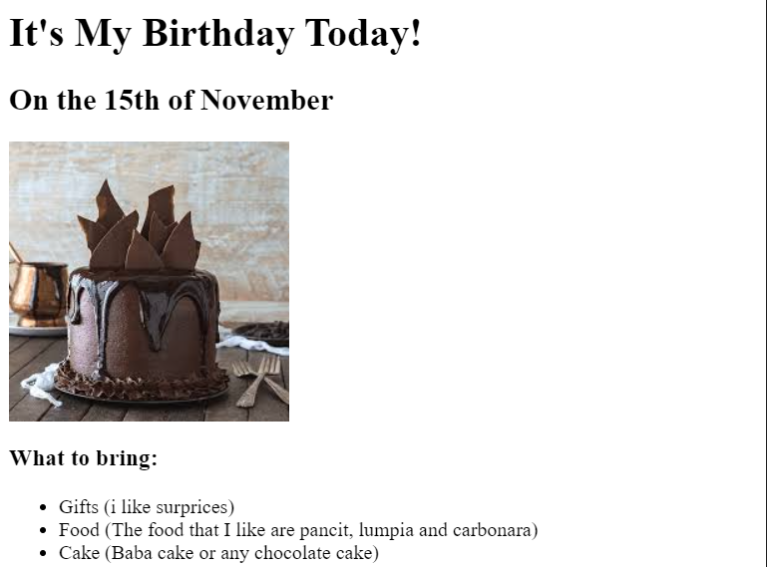 It's My Birthday Today!
On the 15th of November
What to bring:
Gifts (i like surprices)
Food (The food that I like are pancit, lumpia and carbonara)
Cake (Baba cake or any chocolate cake)